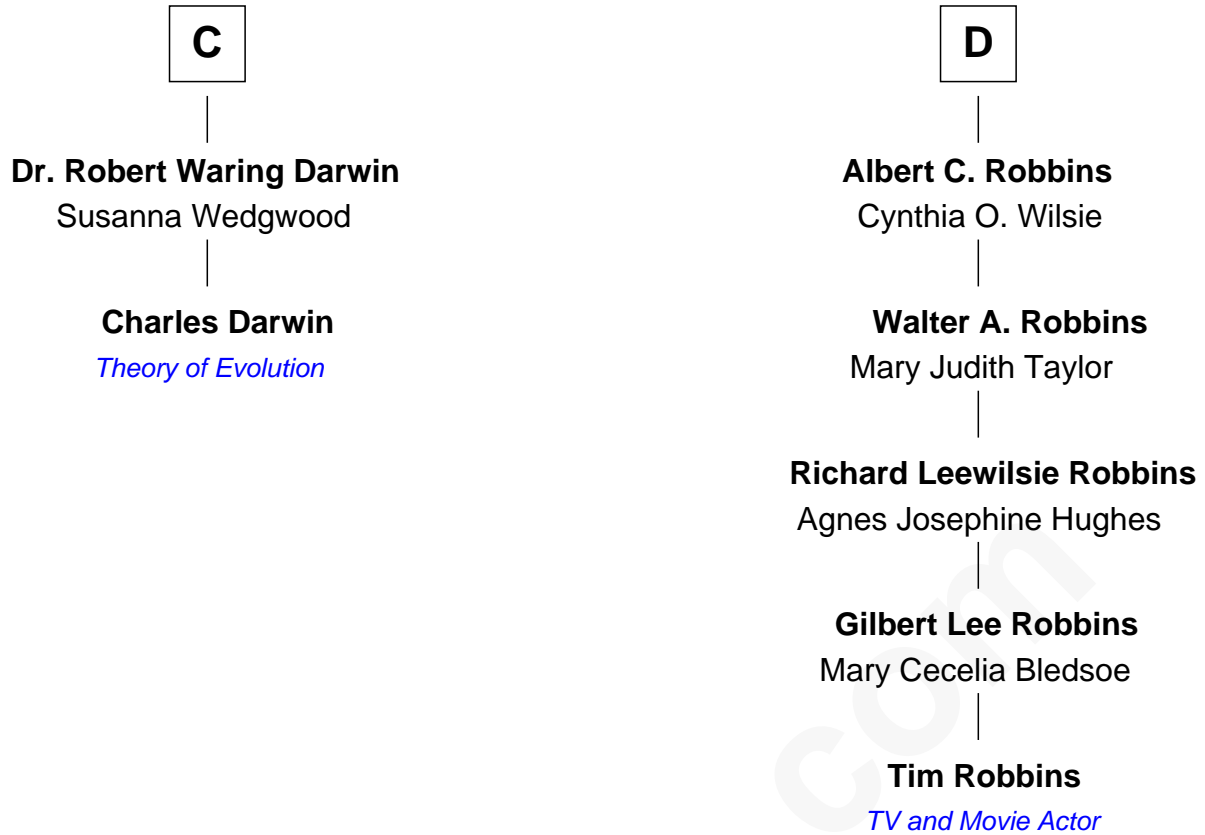 C
Dr. Robert Waring Darwin
Susanna Wedgwood
Charles Darwin
Theory of Evolution
D
Albert C. Robbins
Cynthia O. Wilsie
Walter A. Robbins
Mary Judith Taylor
Richard Leewilsie Robbins
Agnes Josephine Hughes
Gilbert Lee Robbins
Mary Cecelia Bledsoe
Tim Robbins
TV and Movie Actor
com